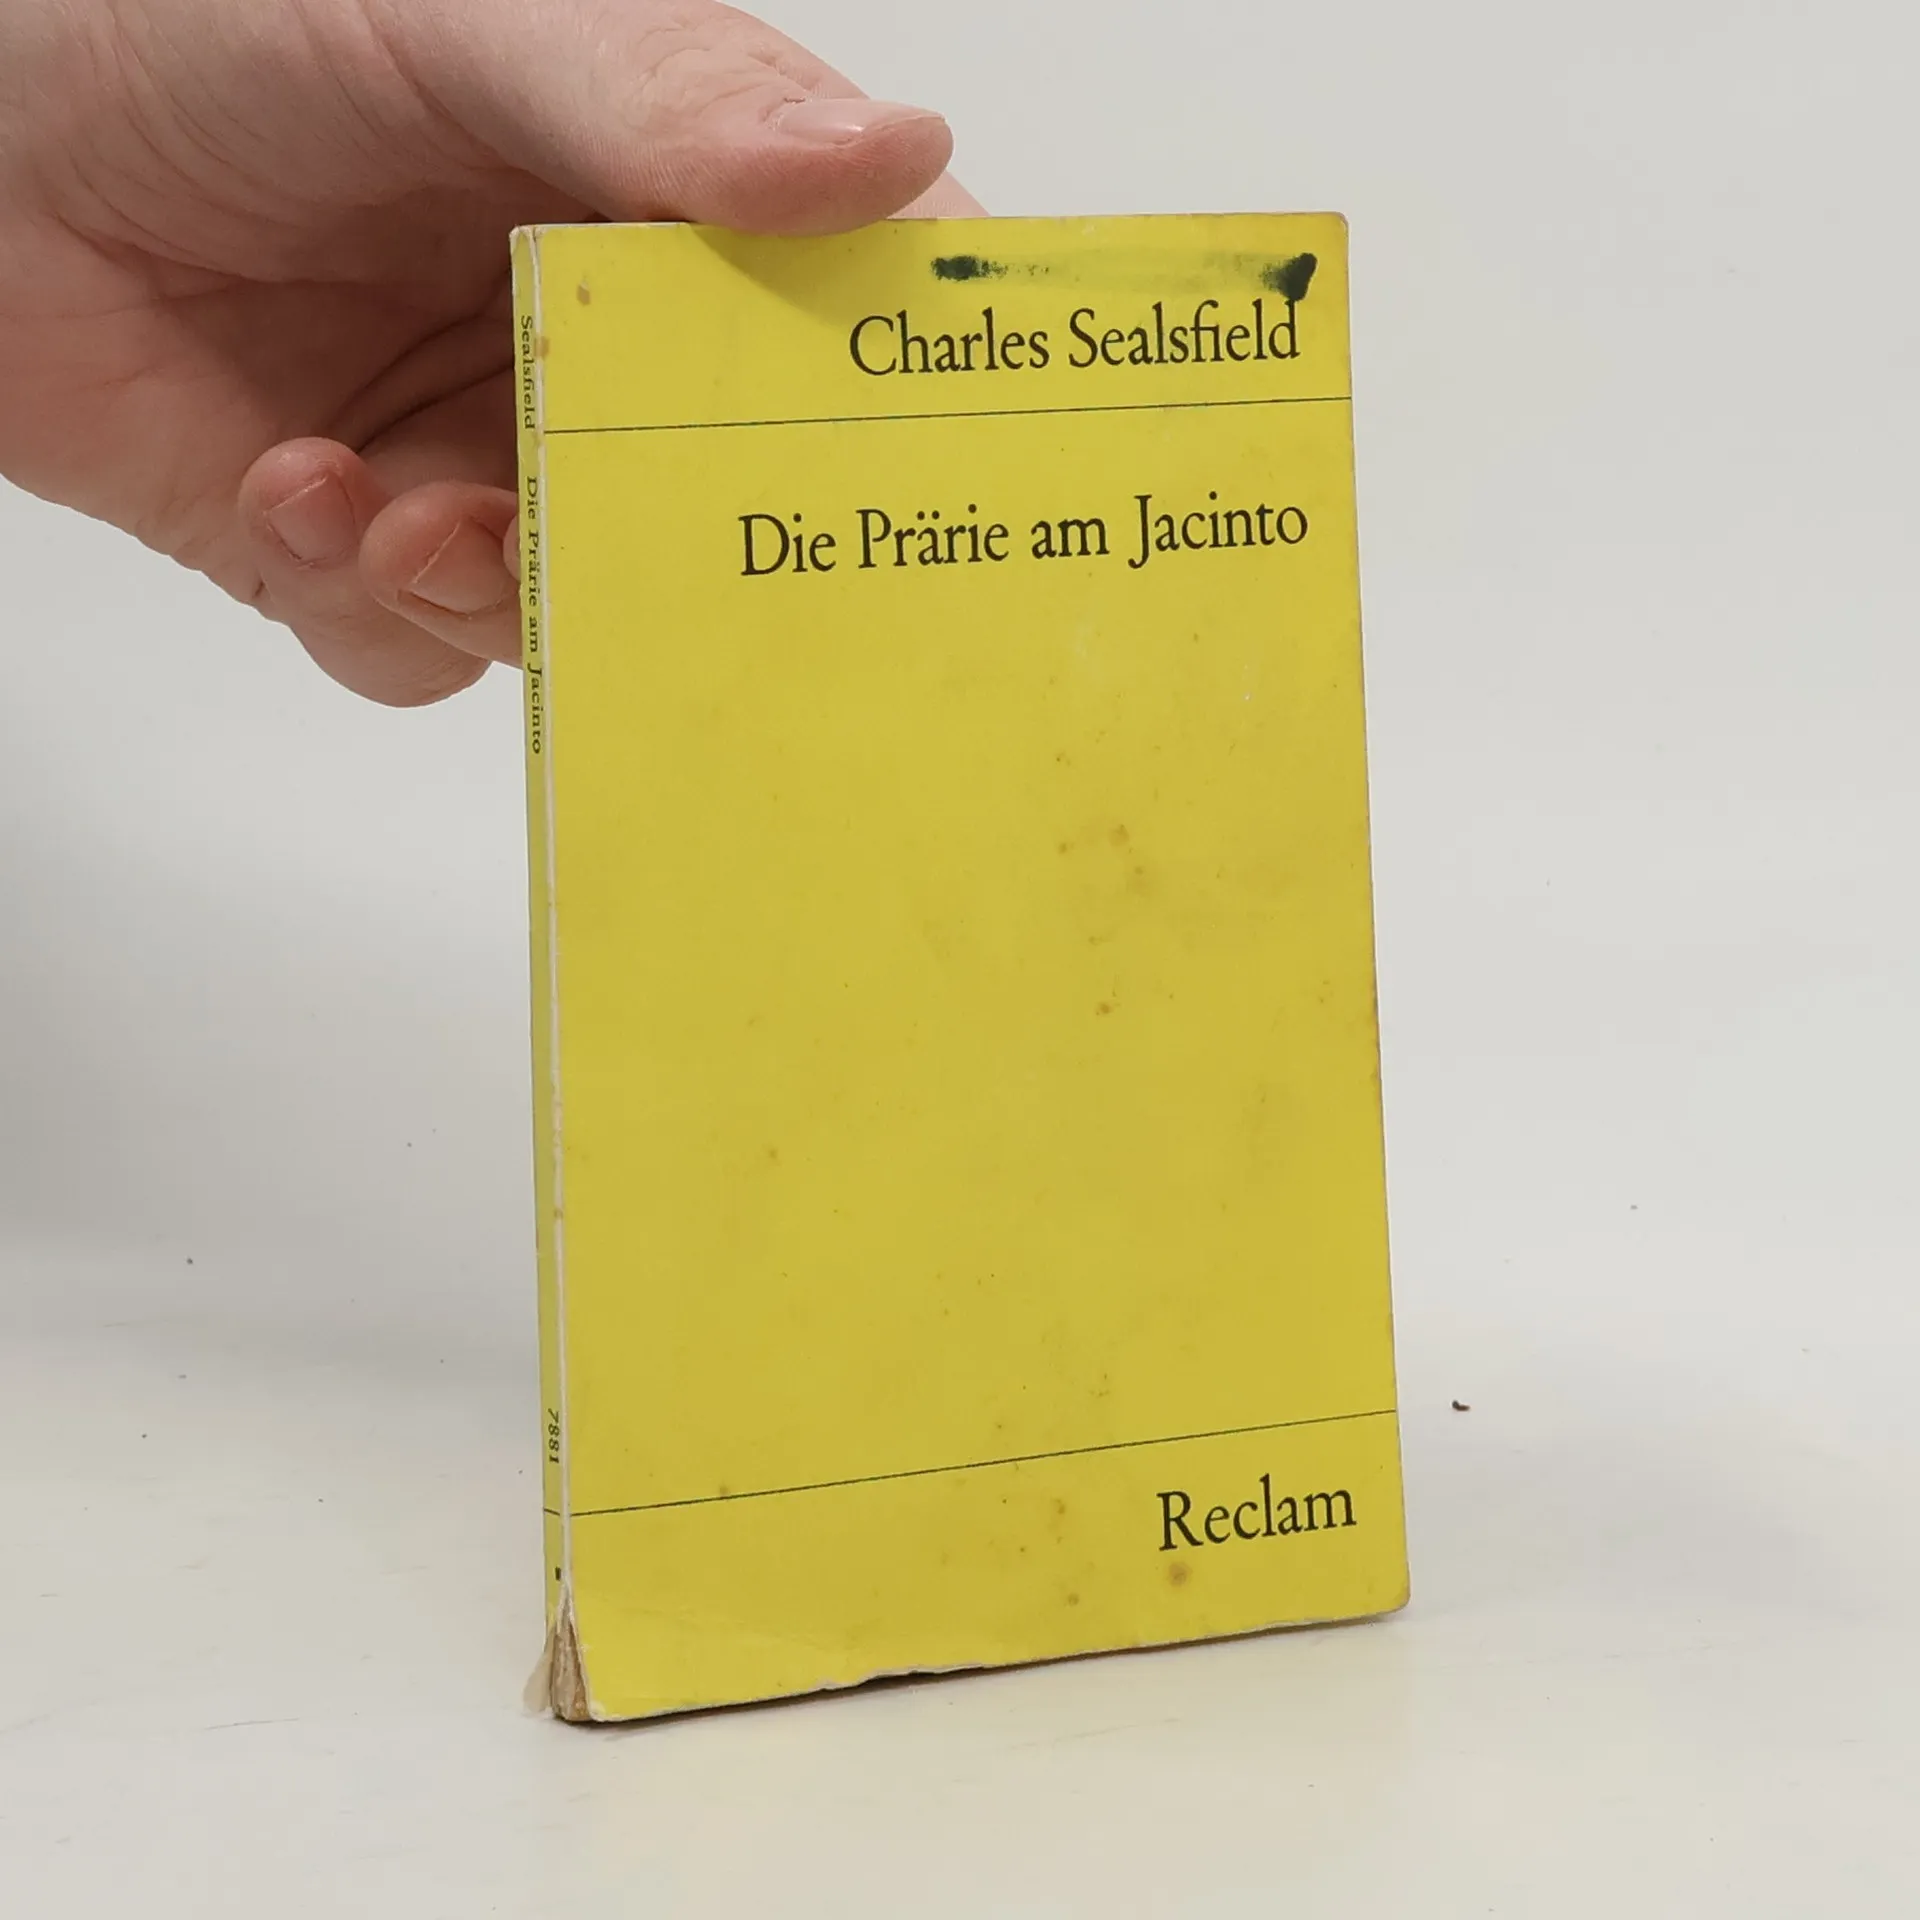 Charles Sealsfield
Die Prärie am Jacinto
Reclam
Sealsfield Die Prärie am Jacinto
7881